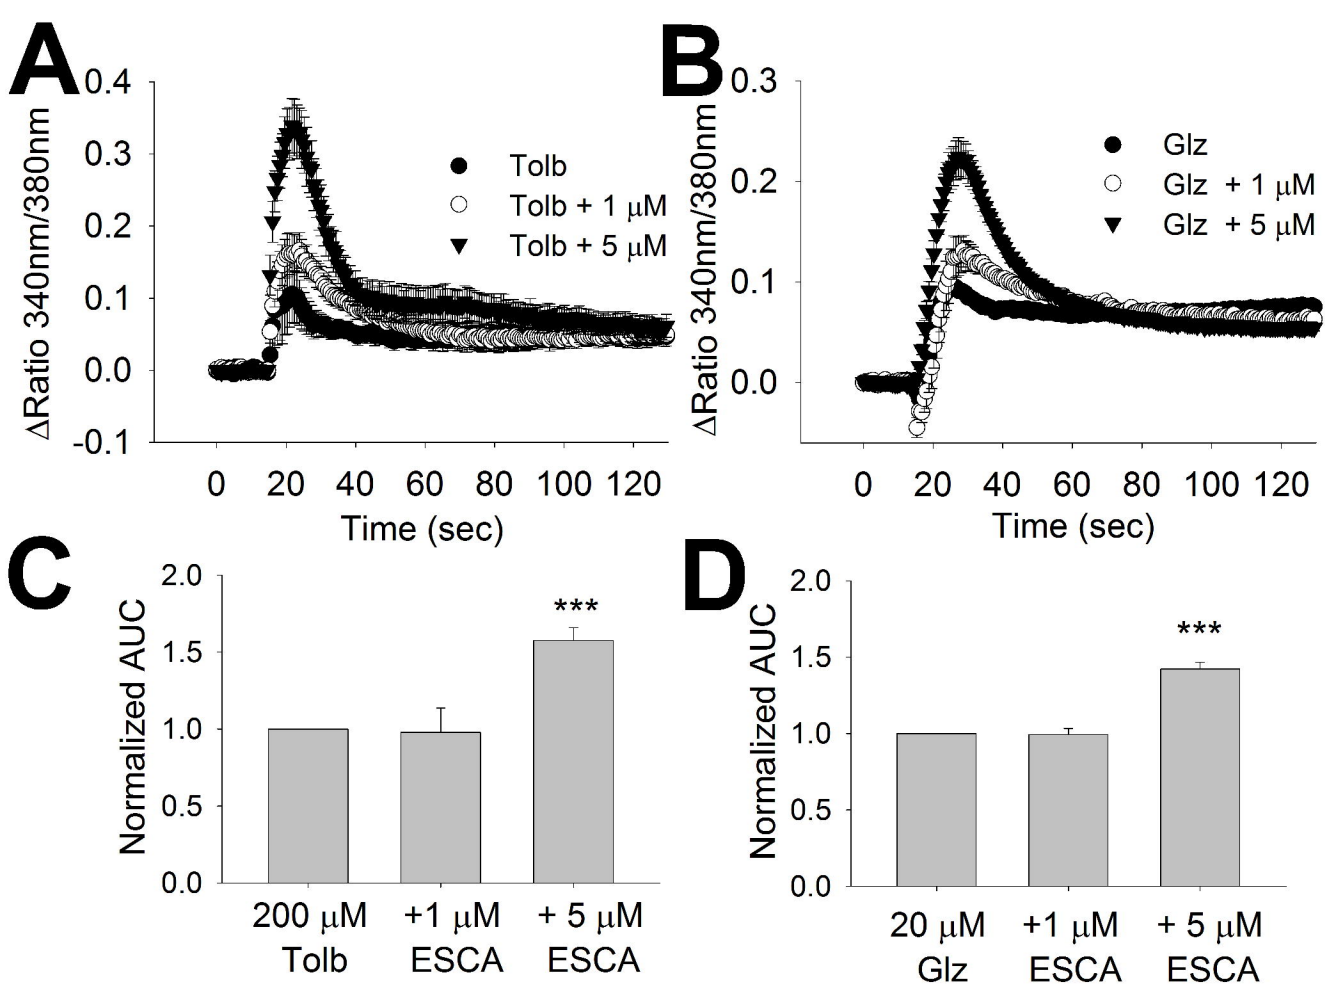 A
ΔRatio 340nm/380nm
0.4
0.3
0.2
0.1
0.0
-0.1
Tolb
Tolb + 1 μM
Tolb + 5 μM
0 20 40 60 80 100 120
Time (sec)
B
ΔRatio 340nm/380nm
0.3
0.2
0.1
0.0
Glz
Glz + 1 μM
Glz + 5 μM
0 20 40 60 80 100 120
Time (sec)
C
Normalized AUC
2.0
1.5
1.0
0.5
0.0
***
200 μM +1 μM + 5 μM
Tolb ESCA ESCA
D
Normalized AUC
2.0
1.5
1.0
0.5
0.0
***
20 μM +1 μM + 5 μM
Glz ESCA ESCA